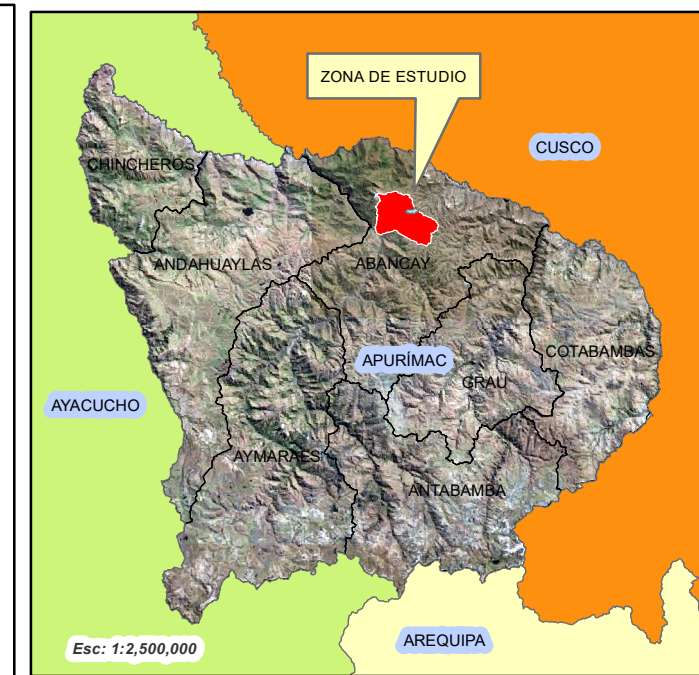 ZONA DE ESTUDIO
CUSCO
CHINCHEROS
ANDAHUAYLAS
ABANCAY
APURÍMAC
COTABAMBAS
GRAU
AYACUCHO
AYMARAES
ANTABAMBA
AREQUIPA
Esc: 1:2,500,000